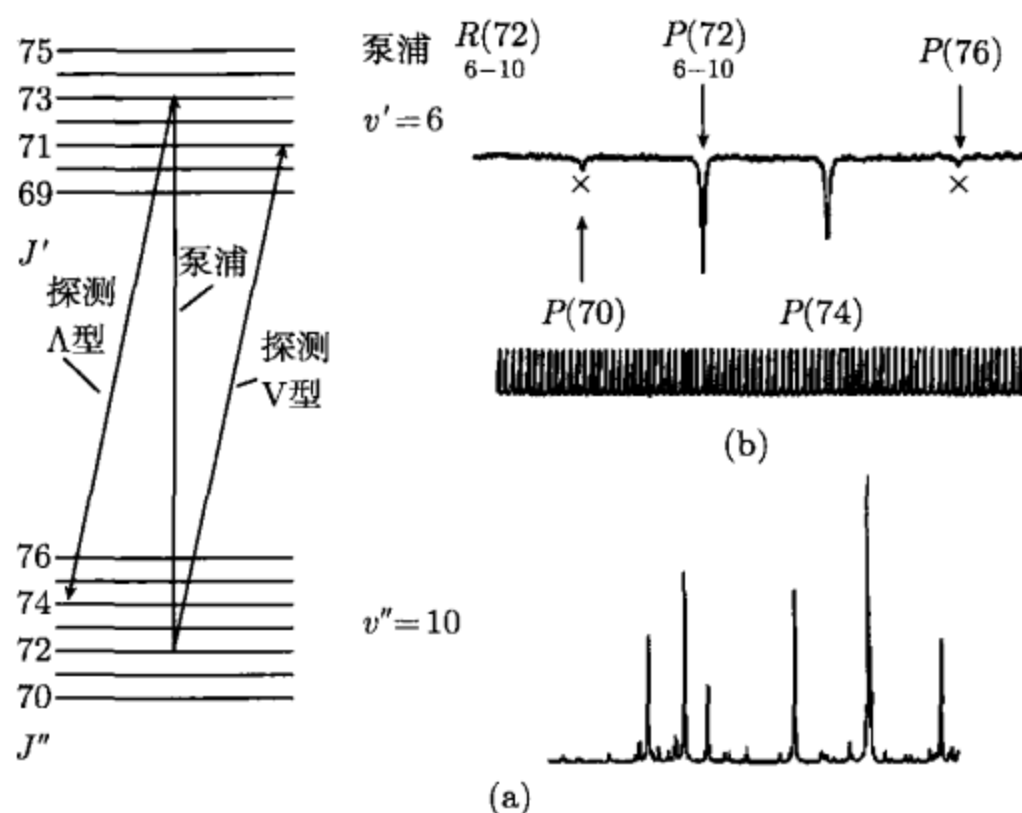 75
73
71
69
J′
探测
Λ型
泵浦
探测
V型
76
74
72
70
J″
泵浦 R(72) P(72) P(76)
6−10 6−10
v′=6
× ×
P(70) P(74)
(b)
v″=10
(a)